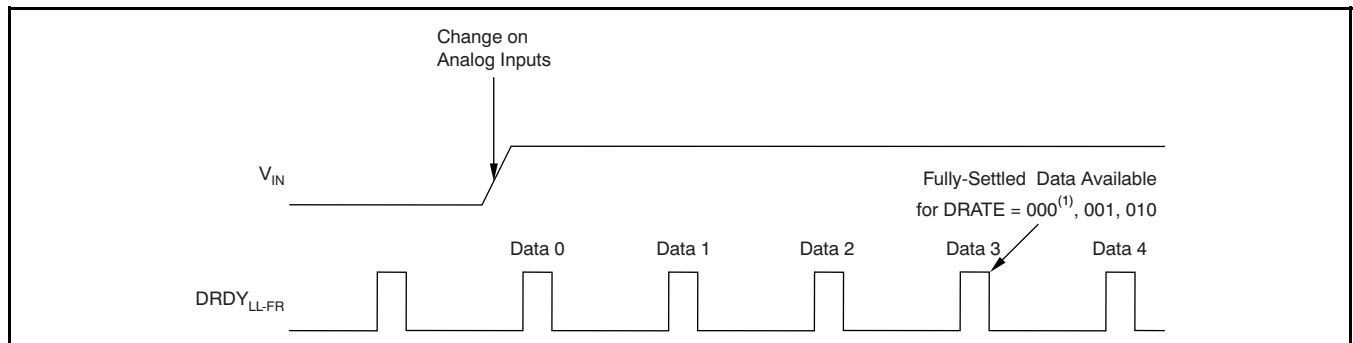 Change on
Analog Inputs
V_IN
Fully-Settled Data Available
for DRATE = 000^(1), 001, 010
Data 0 Data 1 Data 2 Data 3 Data 4
DRDY_LL-FR